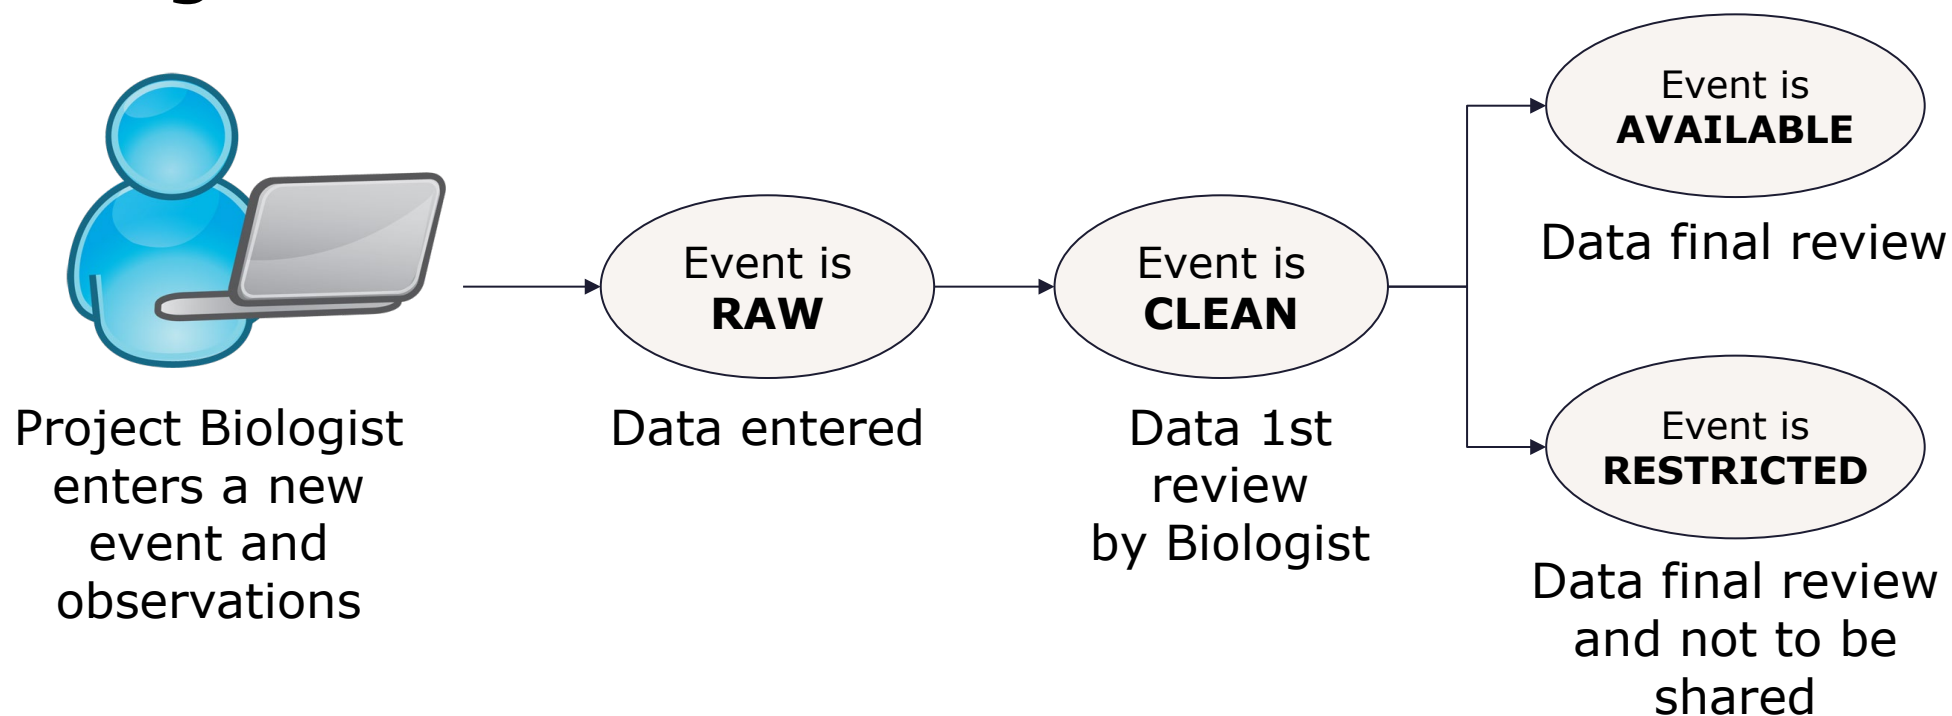 Project Biologist
enters a new
event and
observations
Event is
RAW
Data entered
Event is
CLEAN
Data 1st
review
by Biologist
Event is
AVAILABLE
Data final review
Event is
RESTRICTED
Data final review
and not to be
shared